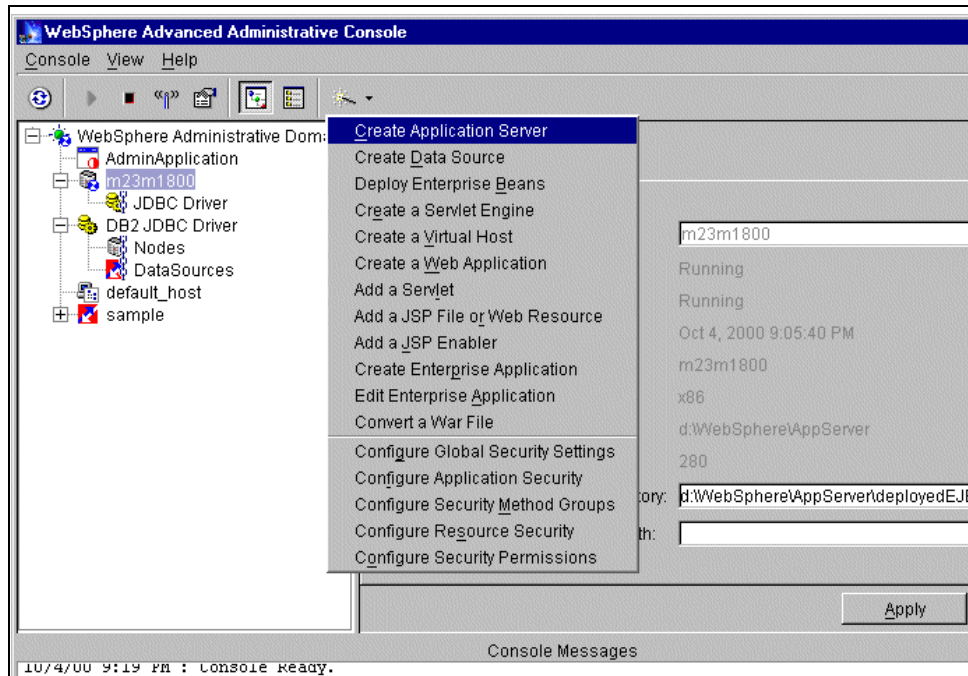 WebSphere Advanced Administrative Console
Console View Help
WebSphere Administrative Doma
AdminApplication
m23m1800
JDBC Driver
DB2 JDBC Driver
Nodes
DataSources
default_host
sample
Create Application Server
Create Data Source
Deploy Enterprise Beans
Create a Servlet Engine
Create a Virtual Host
Create a Web Application
Add a Servlet
Add a JSP File or Web Resource
Add a JSP Enabler
Create Enterprise Application
Edit Enterprise Application
Convert a War File
Configure Global Security Settings
Configure Application Security
Configure Security Method Groups
Configure Resource Security
Configure Security Permissions
m23m1800
Running
Running
Oct 4, 2000 9:05:40 PM
m23m1800
x86
d:WebSphere\AppServer
280
ory: d:\WebSphere\AppServer\deployedEJB
th:
Apply
Console Messages
10/4/00 9:19 PM : Console Ready.